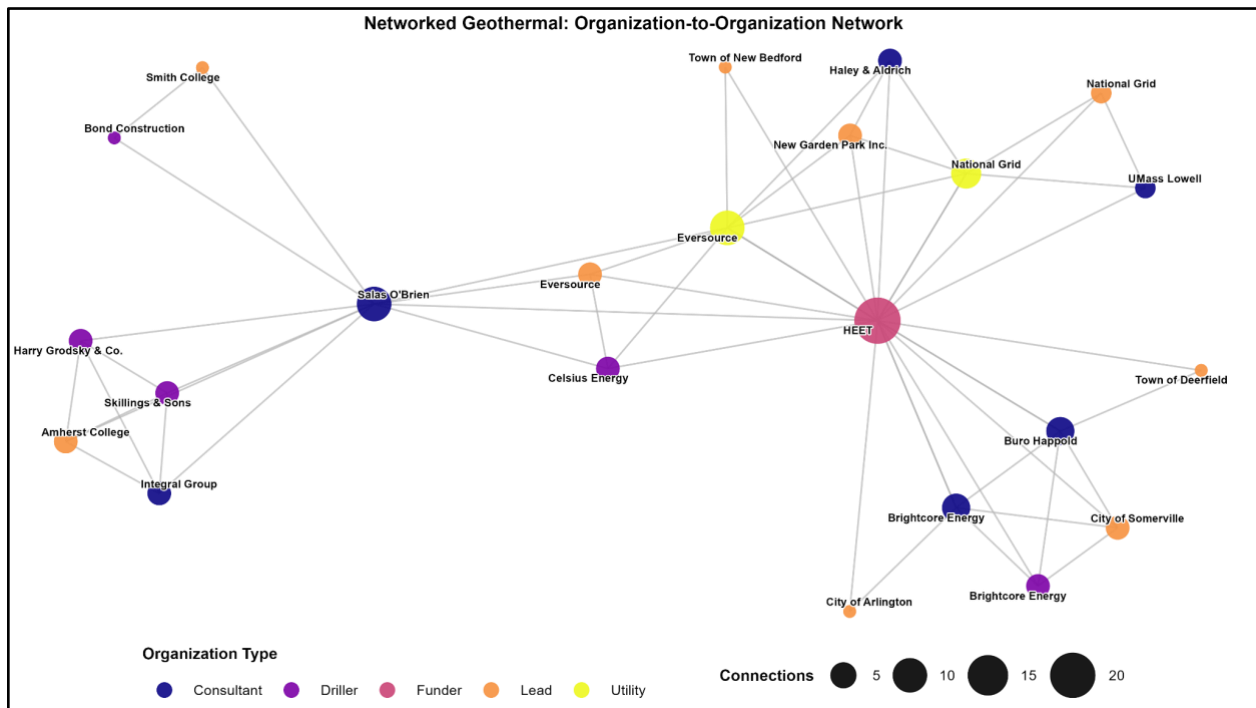 Networked Geothermal: Organization-to-Organization Network
Town of New Bedford
Smith College
Haley & Aldrich
National Grid
Bond Construction
New Garden Park Inc.
National Grid
UMass Lowell
Eversource
Eversource
Salas O'Brien
HEET
Harry Grodsky & Co.
Celsius Energy
Town of Deerfield
Skillings & Sons
Amherst College
Buro Happold
Integral Group
Brightcore Energy
City of Somerville
Brightcore Energy
City of Arlington
Organization Type
Consultant Driller Funder Lead Utility
Connections 5 10 15 20